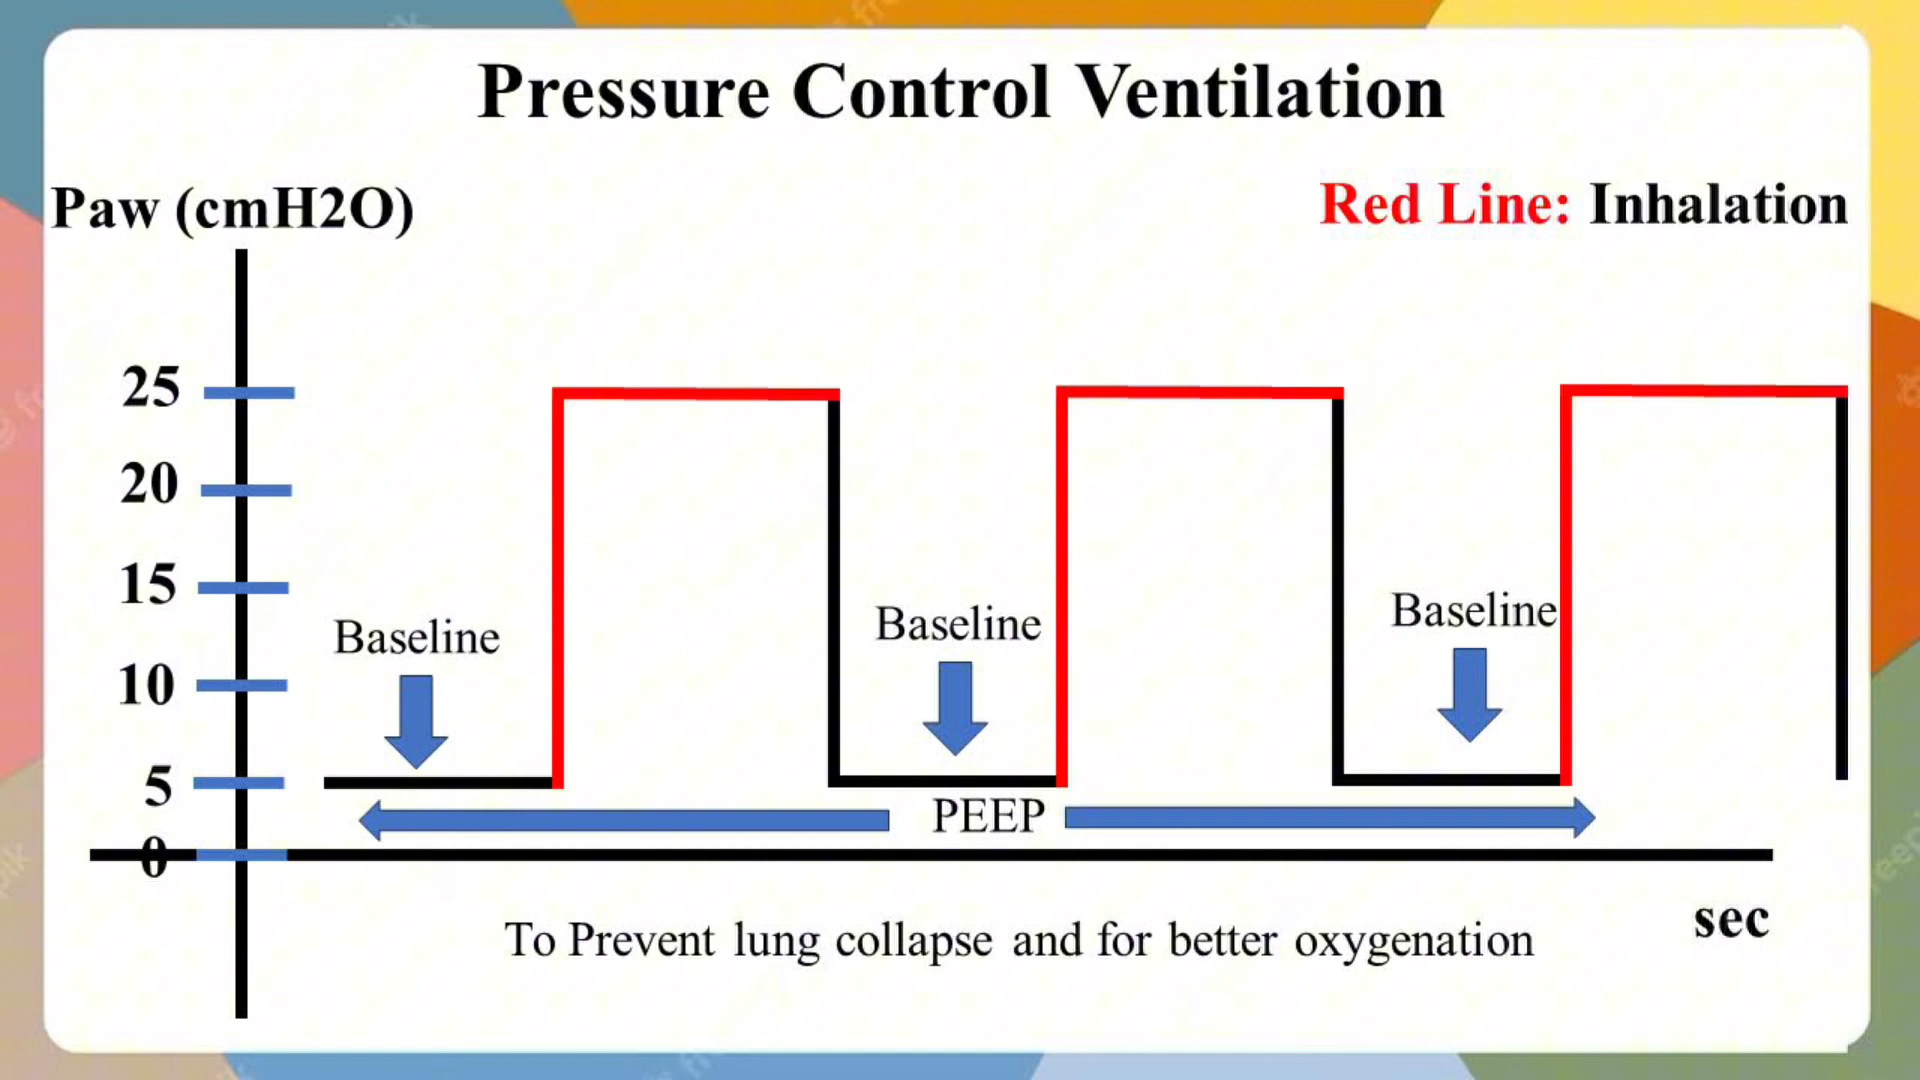 Pressure Control Ventilation
Paw (cmH2O)
Red Line: Inhalation
25
20
15
10
5
0
Baseline
Baseline
Baseline
PEEP
sec
To Prevent lung collapse and for better oxygenation